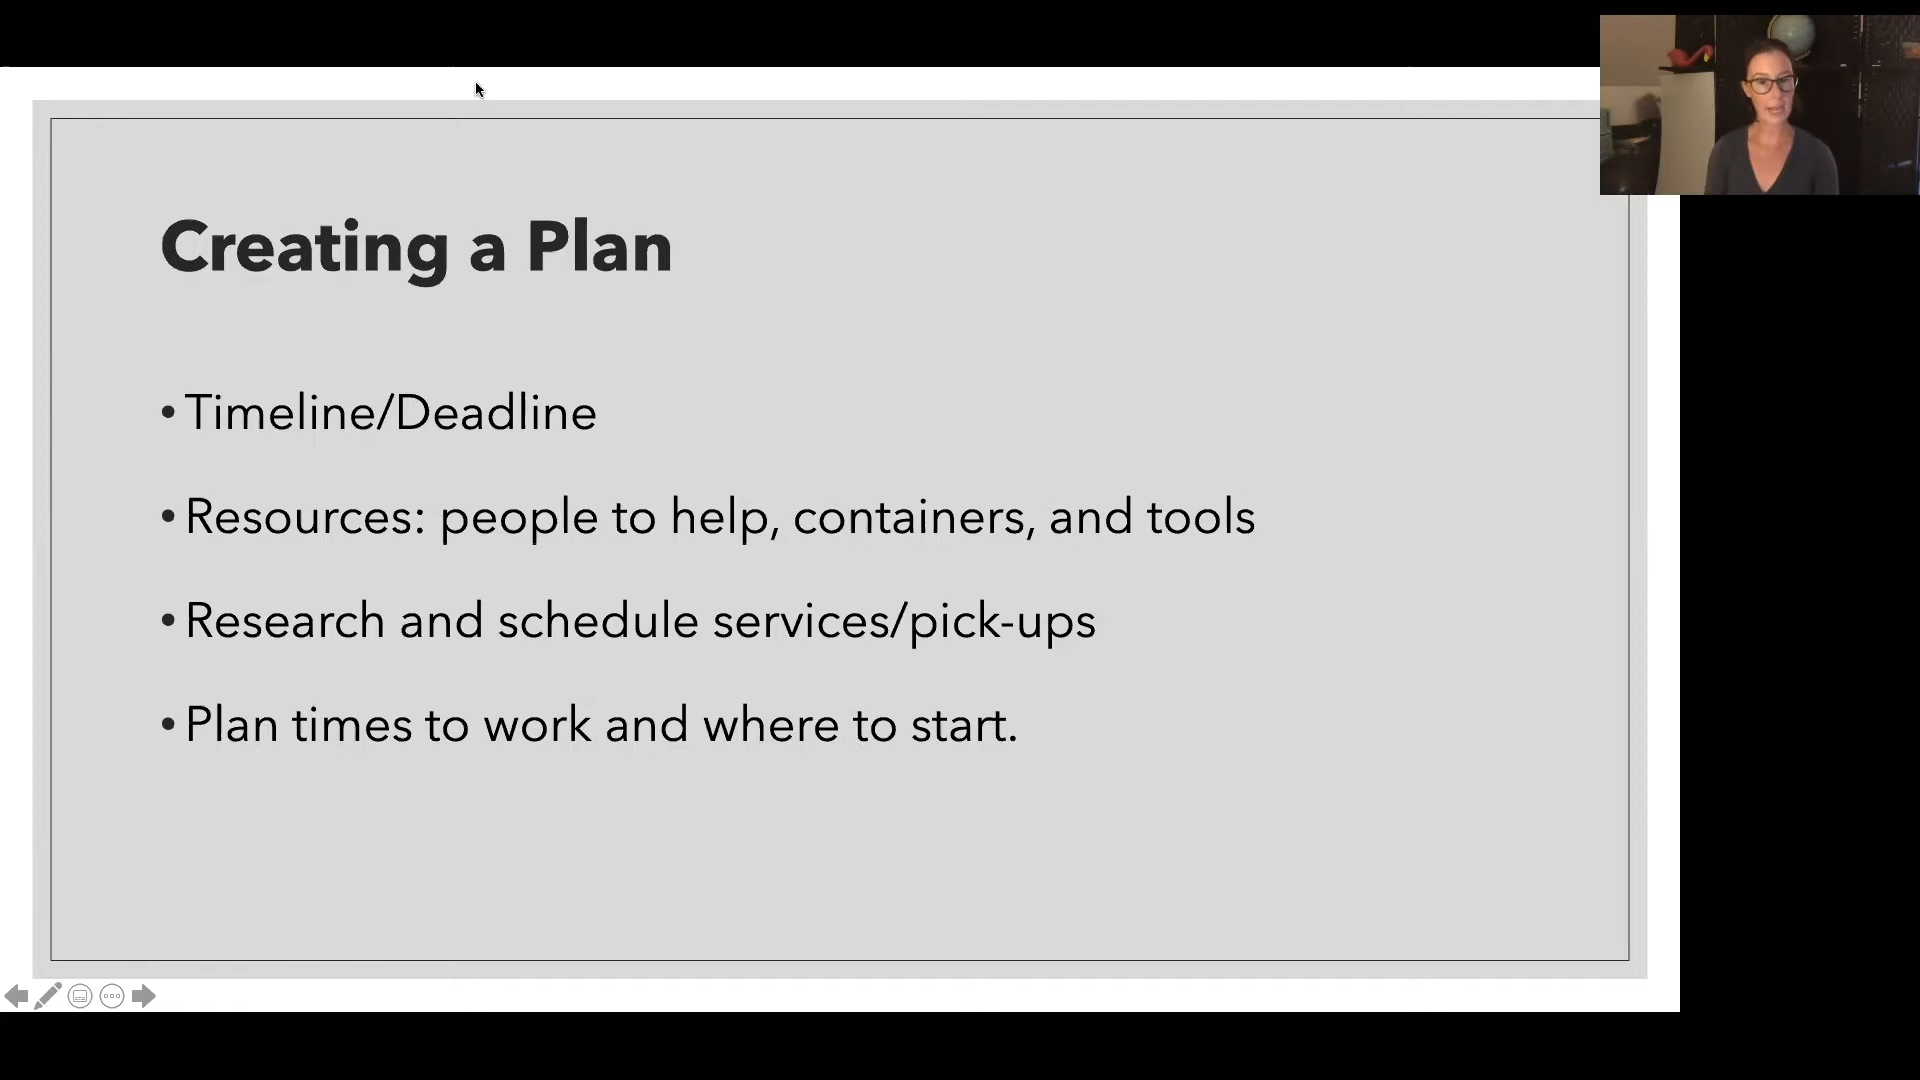 Creating a Plan
• Timeline/Deadline
• Resources: people to help, containers, and tools
• Research and schedule services/pick-ups
• Plan times to work and where to start.